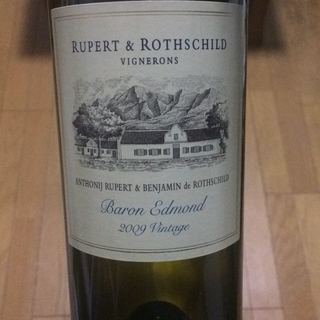 RUPERT & ROTHSCHILD
VIGNERONS
ANTHONIJ RUPERT & BENJAMIN de ROTHSCHILD
Baron Edmond
2009 Vintage